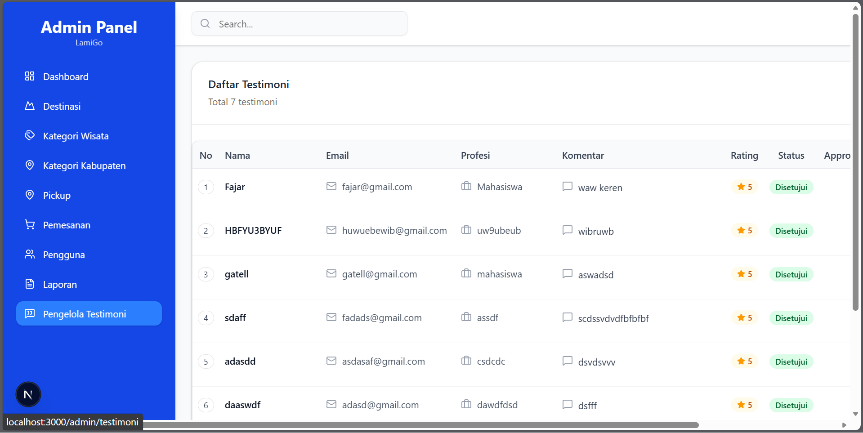 Admin Panel
LamiGo
Dashboard
Destinasi
Kategori Wisata
Kategori Kabupaten
Pickup
Pemesanan
Pengguna
Laporan
Pengelola Testimoni
N
localhost:3000/admin/testimoni
Search...
Daftar Testimoni
Total 7 testimoni
No Nama Email Profesi Komentar Rating Status Appro
1 Fajar fajar@gmail.com Mahasiswa waw keren 5 Disetujui
2 HBFYU3BYUF huwuebewib@gmail.com uw9ubeub wibruwb 5 Disetujui
3 gatell gatell@gmail.com mahasiswa aswadsd 5 Disetujui
4 sdaff fadads@gmail.com assdf scdssvdvdfbfbfbf 5 Disetujui
5 adasdd asdasaf@gmail.com csdcdc dsvdsvvv 5 Disetujui
6 daaswdf adasd@gmail.com dawdfdsd dsfff 5 Disetujui